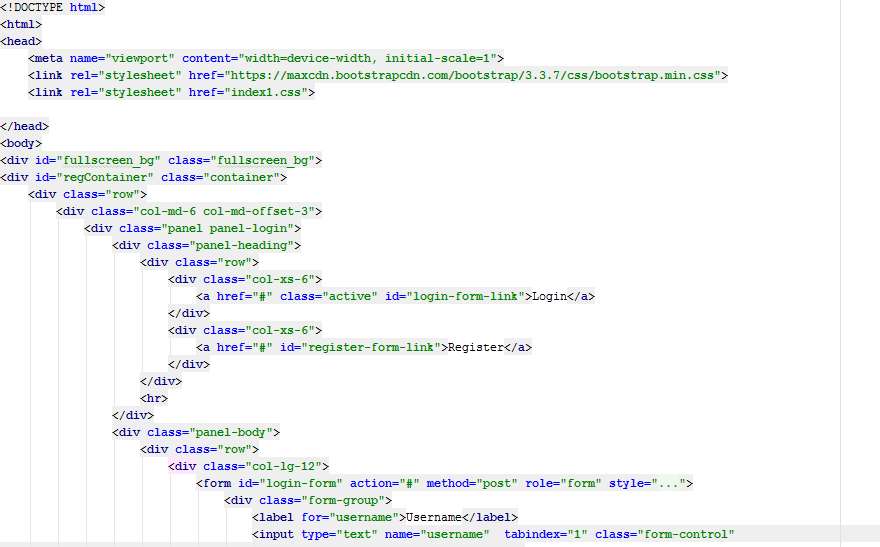 <!DOCTYPE html>
<html>
<head>
    <meta name="viewport" content="width=device-width, initial-scale=1">
    <link rel="stylesheet" href="https://maxcdn.bootstrapcdn.com/bootstrap/3.3.7/css/bootstrap.min.css">
    <link rel="stylesheet" href="index1.css">
</head>
<body>
<div id="fullscreen_bg" class="fullscreen_bg">
<div id="regContainer" class="container">
    <div class="row">
        <div class="col-md-6 col-md-offset-3">
            <div class="panel panel-login">
                <div class="panel-heading">
                    <div class="row">
                        <div class="col-xs-6">
                            <a href="#" class="active" id="login-form-link">Login</a>
                        </div>
                        <div class="col-xs-6">
                            <a href="#" id="register-form-link">Register</a>
                        </div>
                    </div>
                    <hr>
                </div>
                <div class="panel-body">
                    <div class="row">
                        <div class="col-lg-12">
                            <form id="login-form" action="#" method="post" role="form" style="...">
                                <div class="form-group">
                                    <label for="username">Username</label>
                                    <input type="text" name="username"  tabindex="1" class="form-control"